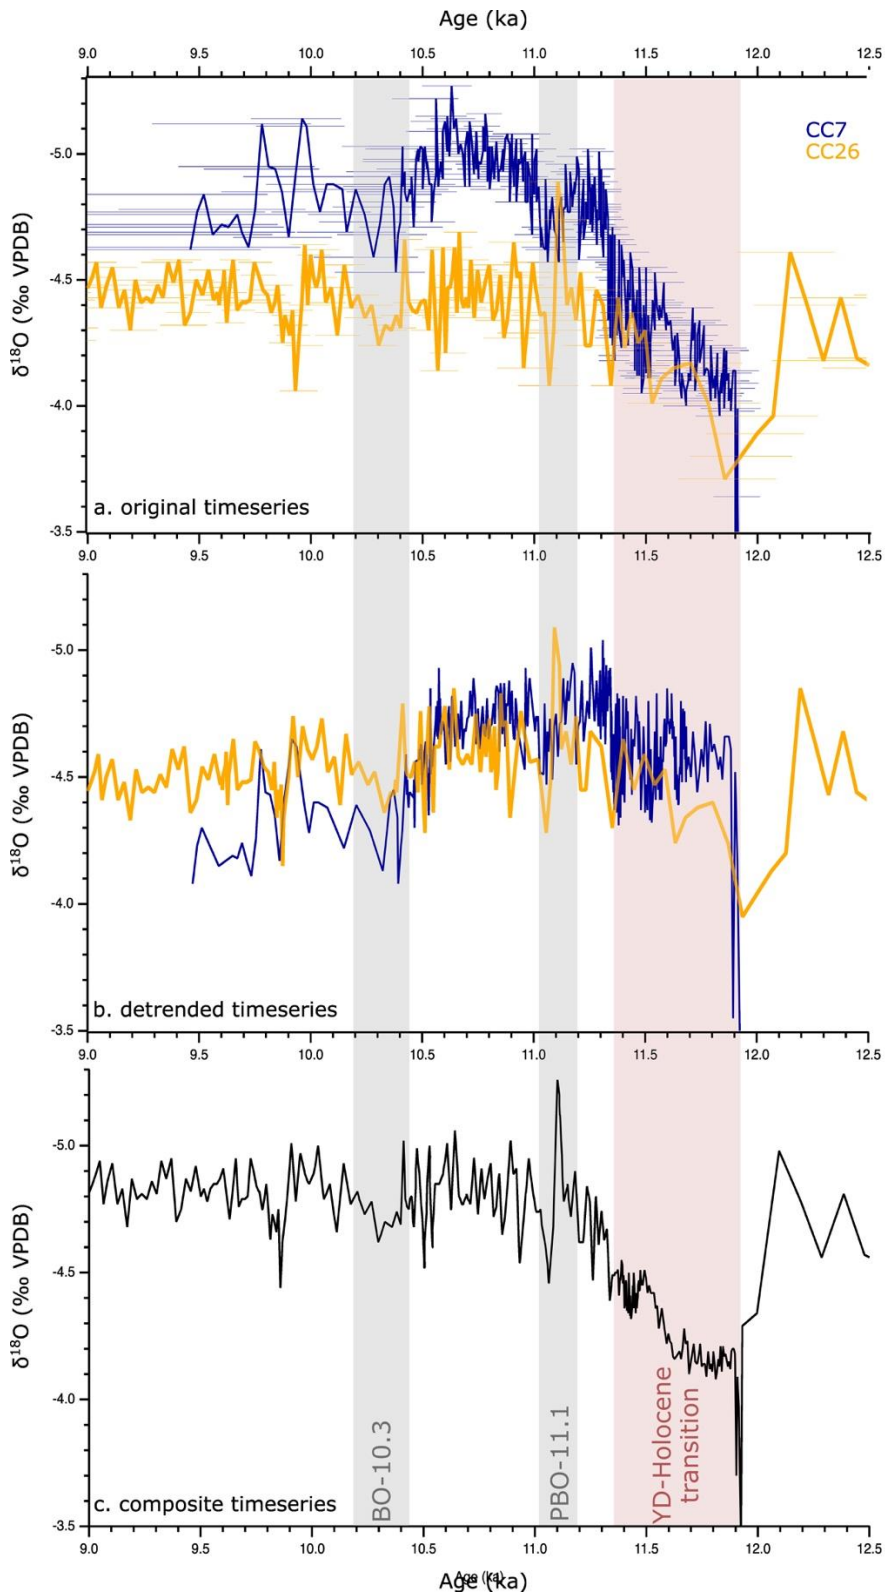 Age (ka)
9.0 9.5 10.0 10.5 11.0 11.5 12.0 12.5
CC7
CC26
-5.0
-4.5
-4.0
-3.5
δ¹⁸O (‰ VPDB)
a. original timeseries
9.0 9.5 10.0 10.5 11.0 11.5 12.0 12.5
-5.0
-4.5
-4.0
-3.5
δ¹⁸O (‰ VPDB)
b. detrended timeseries
9.0 9.5 10.0 10.5 11.0 11.5 12.0 12.5
-5.0
-4.5
-4.0
-3.5
δ¹⁸O (‰ VPDB)
BO-10.3
PBO-11.1
YD-Holocene
transition
c. composite timeseries
9.0 9.5 10.0 10.5 11.0 11.5 12.0 12.5
Age (ka)
Age (ka)